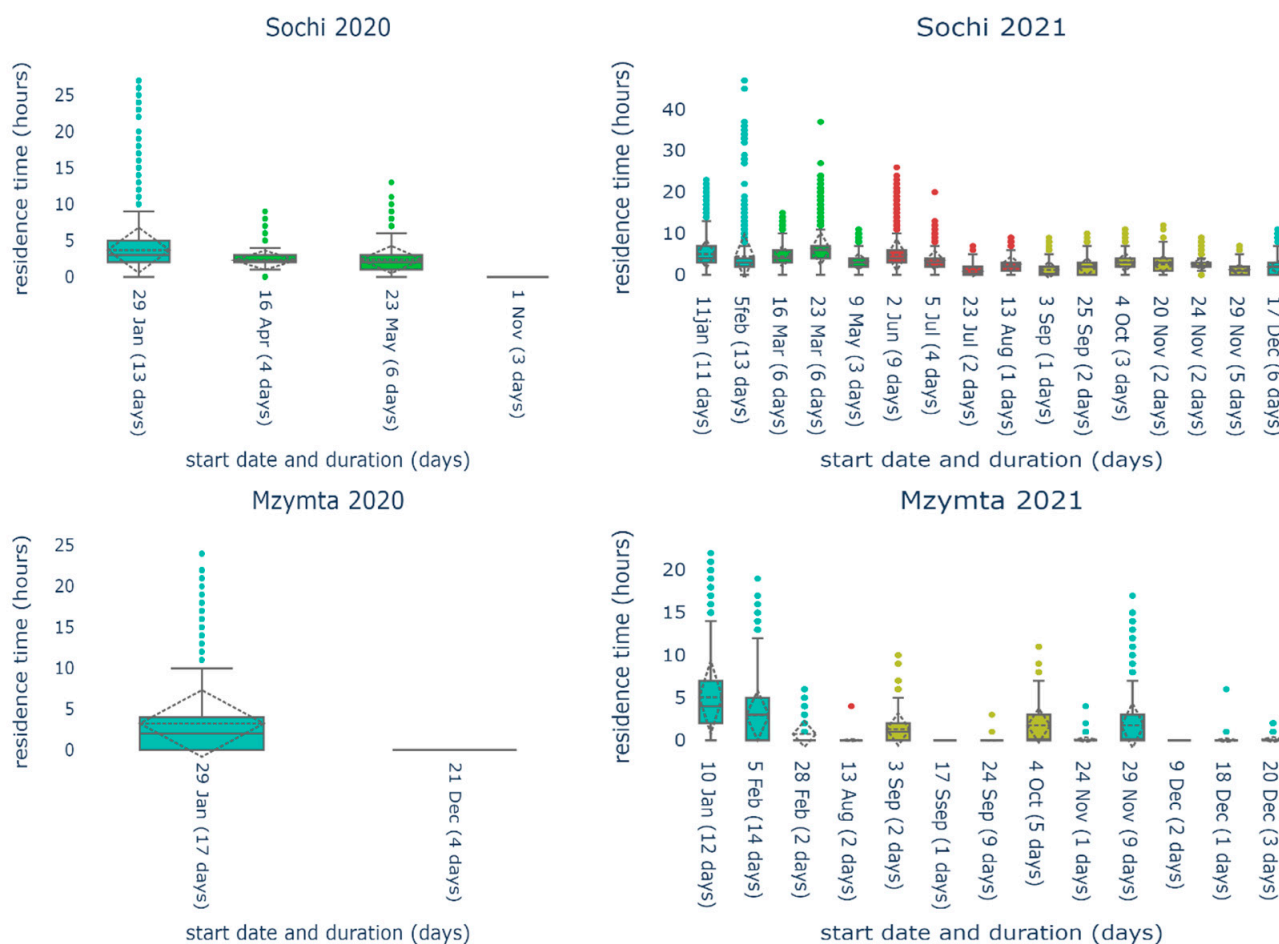 Sochi 2020
residence time (hours)
25
20
15
10
5
0
29 Jan (13 days)
16 Apr (4 days)
23 May (6 days)
1 Nov (3 days)
start date and duration (days)
Sochi 2021
residence time (hours)
40
30
20
10
0
11jan (11 days)
5feb (13 days)
16 Mar (6 days)
23 Mar (6 days)
9 May (3 days)
2 Jun (9 days)
5 Jul (4 days)
23 Jul (2 days)
13 Aug (1 days)
3 Sep (1 days)
25 Sep (2 days)
4 Oct (3 days)
20 Nov (2 days)
24 Nov (2 days)
29 Nov (5 days)
17 Dec (6 days)
start date and duration (days)
Mzymta 2020
residence time (hours)
25
20
15
10
5
0
29 Jan (17 days)
21 Dec (4 days)
start date and duration (days)
Mzymta 2021
residence time (hours)
20
15
10
5
0
10 Jan (12 days)
5 Feb (14 days)
28 Feb (2 days)
13 Aug (2 days)
3 Sep (2 days)
17 Ssep (1 days)
24 Sep (9 days)
4 Oct (5 days)
24 Nov (1 days)
29 Nov (9 days)
9 Dec (2 days)
18 Dec (1 days)
20 Dec (3 days)
start date and duration (days)